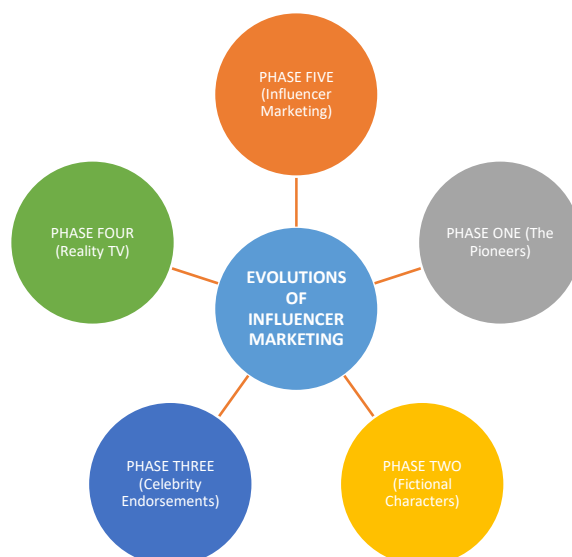 PHASE FIVE
(Influencer
Marketing)
PHASE FOUR
(Reality TV)
PHASE ONE (The
Pioneers)
EVOLUTIONS
OF
INFLUENCER
MARKETING
PHASE THREE
(Celebrity
Endorsements)
PHASE TWO
(Fictional
Characters)